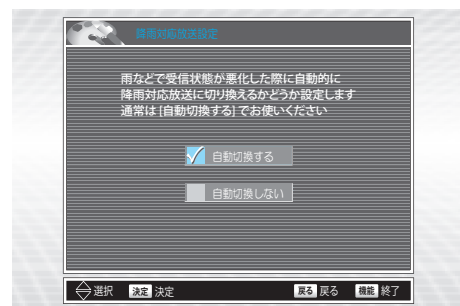 降雨対応放送設定
雨などで受信状態が悪化した際に自動的に
降雨対応放送に切り換えるかどうか設定します
通常は [自動切換する] でお使いください
自動切換する
自動切換しない
選択 決定 決定 戻る 戻る 機能 終了